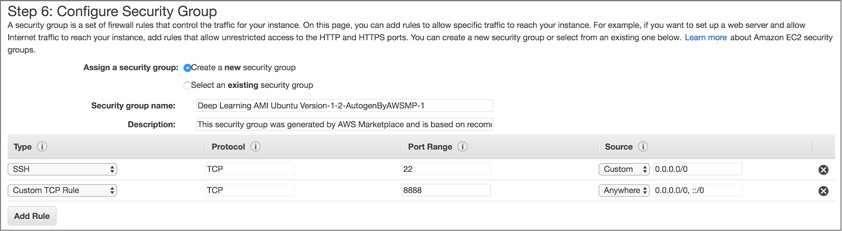 Step 6: Configure Security Group
A security group is a set of firewall rules that control the traffic for your instance. On this page, you can add rules to allow specific traffic to reach your instance. For example, if you want to set up a web server and allow
Internet traffic to reach your instance, add rules that allow unrestricted access to the HTTP and HTTPS ports. You can create a new security group or select from an existing one below. Learn more about Amazon EC2 security
groups.
Assign a security group: Create a new security group
Select an existing security group
Security group name: Deep Learning AMI Ubuntu Version-1-2-AutogenByAWSMP-1
Description: This security group was generated by AWS Marketplace and is based on recom
Type i Protocol i Port Range i Source i
SSH TCP 22 Custom 0.0.0.0/0
Custom TCP Rule TCP 8888 Anywhere 0.0.0.0/0, ::/0
Add Rule